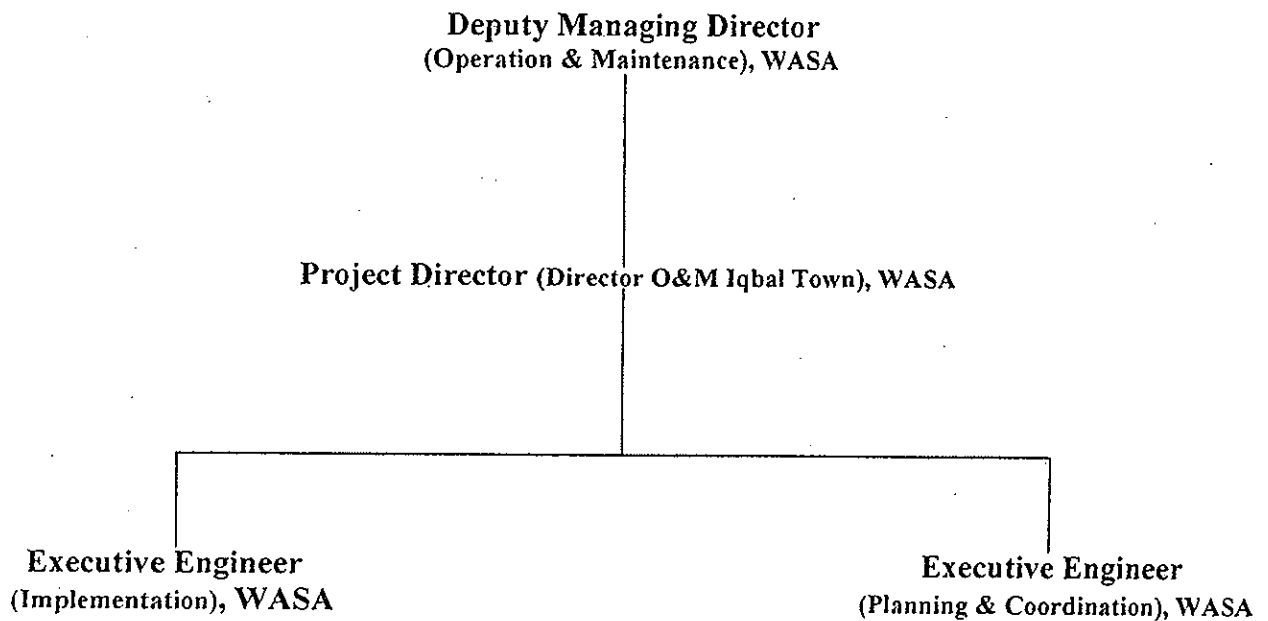 Deputy Managing Director
(Operation & Maintenance), WASA
Project Director (Director O&M Iqbal Town), WASA
Executive Engineer
(Implementation), WASA
Executive Engineer
(Planning & Coordination), WASA